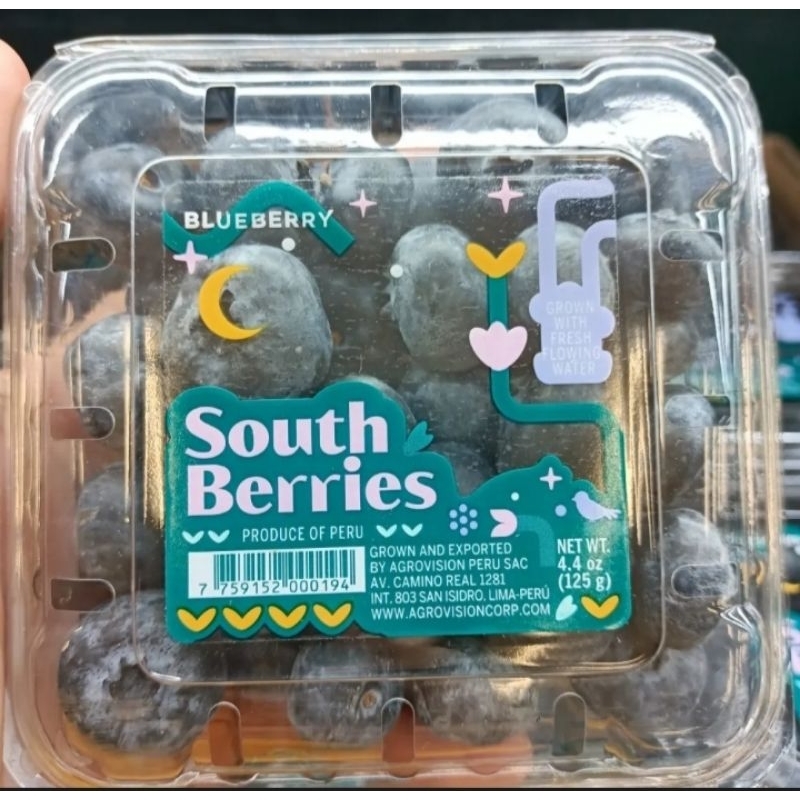 BLUEBERRY
GROWN
WITH
FRESH
FLOWING
WATER
South
Berries
PRODUCE OF PERU
7 759152 000194
GROWN AND EXPORTED
BY AGROVISION PERU SAC
AV. CAMINO REAL 1281
INT. 803 SAN ISIDRO, LIMA-PERÚ
WWW.AGROVISIONCORP.COM
NET WT.
4.4 oz
(125 g)